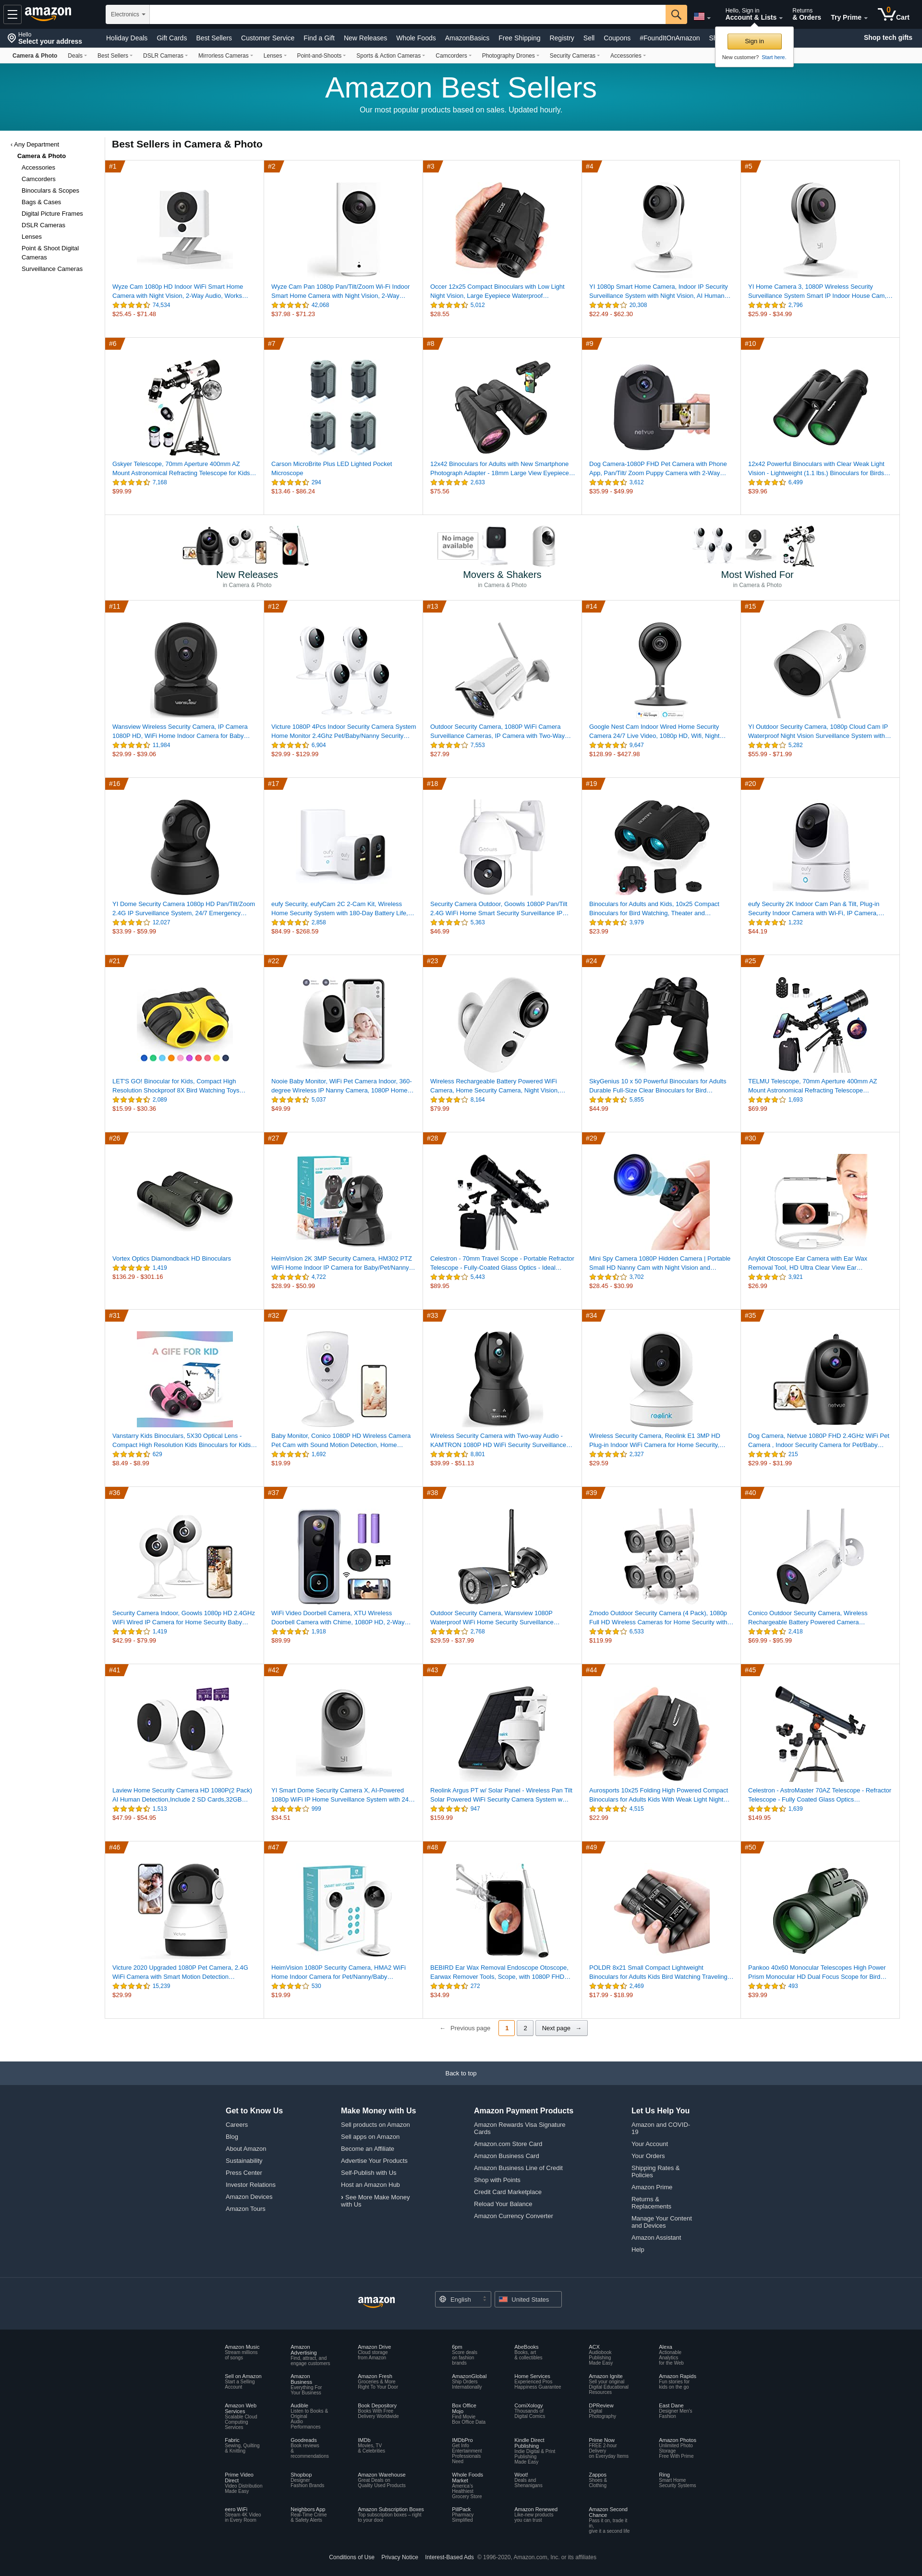 amazon
Electronics
Hello, Sign in
Account & Lists
Returns
& Orders
Try Prime
0
Cart
Hello
Select your address
Holiday Deals
Gift Cards
Best Sellers
Customer Service
Find a Gift
New Releases
Whole Foods
AmazonBasics
Free Shipping
Registry
Sell
Coupons
#FoundItOnAmazon
Shop tech gifts
Sign in
New customer? Start here.
Camera & Photo
Deals
Best Sellers
DSLR Cameras
Mirrorless Cameras
Lenses
Point-and-Shoots
Sports & Action Cameras
Camcorders
Photography Drones
Security Cameras
Accessories
Amazon Best Sellers
Our most popular products based on sales. Updated hourly.
‹ Any Department
Camera & Photo
Accessories
Camcorders
Binoculars & Scopes
Bags & Cases
Digital Picture Frames
DSLR Cameras
Lenses
Point & Shoot Digital
Cameras
Surveillance Cameras
Best Sellers in Camera & Photo
#1
Wyze Cam 1080p HD Indoor WiFi Smart Home
Camera with Night Vision, 2-Way Audio, Works…
74,534
$25.45 - $71.48
#2
Wyze Cam Pan 1080p Pan/Tilt/Zoom Wi-Fi Indoor
Smart Home Camera with Night Vision, 2-Way…
42,068
$37.98 - $71.23
#3
Occer 12x25 Compact Binoculars with Low Light
Night Vision, Large Eyepiece Waterproof…
5,012
$28.55
#4
YI 1080p Smart Home Camera, Indoor IP Security
Surveillance System with Night Vision, AI Human…
20,308
$22.49 - $62.30
#5
YI Home Camera 3, 1080P Wireless Security
Surveillance System Smart IP Indoor House Cam,…
2,796
$25.99 - $34.99
#6
Gskyer Telescope, 70mm Aperture 400mm AZ
Mount Astronomical Refracting Telescope for Kids…
7,168
$99.99
#7
Carson MicroBrite Plus LED Lighted Pocket
Microscope
294
$13.46 - $86.24
#8
12x42 Binoculars for Adults with New Smartphone
Photograph Adapter - 18mm Large View Eyepiece…
2,633
$75.56
#9
netvue
Dog Camera-1080P FHD Pet Camera with Phone
App, Pan/Tilt/ Zoom Puppy Camera with 2-Way…
3,612
$35.99 - $49.99
#10
12x42 Powerful Binoculars with Clear Weak Light
Vision - Lightweight (1.1 lbs.) Binoculars for Birds…
6,499
$39.96
New Releases
in Camera & Photo
No image
available
Movers & Shakers
in Camera & Photo
Most Wished For
in Camera & Photo
#11
wansview
Wansview Wireless Security Camera, IP Camera
1080P HD, WiFi Home Indoor Camera for Baby…
11,984
$29.99 - $39.06
#12
Victure 1080P 4Pcs Indoor Security Camera System
Home Monitor 2.4Ghz Pet/Baby/Nanny Security…
6,904
$29.99 - $129.99
#13
Outdoor Security Camera, 1080P WiFi Camera
Surveillance Cameras, IP Camera with Two-Way…
7,553
$27.99
#14
Google Nest Cam Indoor Wired Home Security
Camera 24/7 Live Video, 1080p HD, Wifi, Night…
9,647
$128.99 - $427.98
#15
YI Outdoor Security Camera, 1080p Cloud Cam IP
Waterproof Night Vision Surveillance System with…
5,282
$55.99 - $71.99
#16
YI Dome Security Camera 1080p HD Pan/Tilt/Zoom
2.4G IP Surveillance System, 24/7 Emergency…
12,027
$33.99 - $59.99
#17
eufy Security, eufyCam 2C 2-Cam Kit, Wireless
Home Security System with 180-Day Battery Life,…
2,858
$84.99 - $268.59
#18
Security Camera Outdoor, Goowls 1080P Pan/Tilt
2.4G WiFi Home Smart Security Surveillance IP…
5,363
$46.99
#19
Binoculars for Adults and Kids, 10x25 Compact
Binoculars for Bird Watching, Theater and…
3,979
$23.99
#20
eufy
eufy Security 2K Indoor Cam Pan & Tilt, Plug-in
Security Indoor Camera with Wi-Fi, IP Camera,…
1,232
$44.19
#21
LET'S GO! Binocular for Kids, Compact High
Resolution Shockproof 8X Bird Watching Toys…
2,089
$15.99 - $30.36
#22
Nooie Baby Monitor, WiFi Pet Camera Indoor, 360-
degree Wireless IP Nanny Camera, 1080P Home…
5,037
$49.99
#23
Wireless Rechargeable Battery Powered WiFi
Camera, Home Security Camera, Night Vision,…
8,164
$79.99
#24
SkyGenius 10 x 50 Powerful Binoculars for Adults
Durable Full-Size Clear Binoculars for Bird…
5,855
$44.99
#25
TELMU Telescope, 70mm Aperture 400mm AZ
Mount Astronomical Refracting Telescope…
1,693
$69.99
#26
Vortex Optics Diamondback HD Binoculars
1,419
$136.29 - $301.16
#27
HeimVision 2K 3MP Security Camera, HM302 PTZ
WiFi Home Indoor IP Camera for Baby/Pet/Nanny…
4,722
$28.99 - $50.99
#28
Celestron - 70mm Travel Scope - Portable Refractor
Telescope - Fully-Coated Glass Optics - Ideal…
5,443
$89.95
#29
Mini Spy Camera 1080P Hidden Camera | Portable
Small HD Nanny Cam with Night Vision and…
3,702
$28.45 - $30.99
#30
Anykit Otoscope Ear Camera with Ear Wax
Removal Tool, HD Ultra Clear View Ear…
3,921
$26.99
#31
A GIFE FOR KID
Vanstarry Kids Binoculars, 5X30 Optical Lens -
Compact High Resolution Kids Binoculars for Kids…
629
$8.49 - $8.99
#32
Baby Monitor, Conico 1080P HD Wireless Camera
Pet Cam with Sound Motion Detection, Home…
1,692
$19.99
#33
Wireless Security Camera with Two-way Audio -
KAMTRON 1080P HD WiFi Security Surveillance…
8,801
$39.99 - $51.13
#34
reolink
Wireless Security Camera, Reolink E1 3MP HD
Plug-in Indoor WiFi Camera for Home Security,…
2,327
$29.59
#35
Dog Camera, Netvue 1080P FHD 2.4GHz WiFi Pet
Camera , Indoor Security Camera for Pet/Baby…
215
$29.99 - $31.99
#36
Security Camera Indoor, Goowls 1080p HD 2.4GHz
WiFi Wired IP Camera for Home Security Baby…
1,419
$42.99 - $79.99
#37
WiFi Video Doorbell Camera, XTU Wireless
Doorbell Camera with Chime, 1080P HD, 2-Way…
1,918
$89.99
#38
Outdoor Security Camera, Wansview 1080P
Waterproof WiFi Home Security Surveillance…
2,768
$29.59 - $37.99
#39
Zmodo Outdoor Security Camera (4 Pack), 1080p
Full HD Wireless Cameras for Home Security with…
6,533
$119.99
#40
Conico Outdoor Security Camera, Wireless
Rechargeable Battery Powered Camera…
2,418
$69.99 - $95.99
#41
Laview Home Security Camera HD 1080P(2 Pack)
AI Human Detection,Include 2 SD Cards,32GB…
1,513
$47.99 - $54.95
#42
YI Smart Dome Security Camera X, AI-Powered
1080p WiFi IP Home Surveillance System with 24…
999
$34.51
#43
Reolink Argus PT w/ Solar Panel - Wireless Pan Tilt
Solar Powered WiFi Security Camera System w…
947
$159.99
#44
Aurosports 10x25 Folding High Powered Compact
Binoculars for Adults Kids With Weak Light Night…
4,515
$22.99
#45
Celestron - AstroMaster 70AZ Telescope - Refractor
Telescope - Fully Coated Glass Optics…
1,639
$149.95
#46
Victure 2020 Upgraded 1080P Pet Camera, 2.4G
WiFi Camera with Smart Motion Detection…
15,239
$29.99
#47
HeimVision 1080P Security Camera, HMA2 WiFi
Home Indoor Camera for Pet/Nanny/Baby…
530
$19.99
#48
BEBIRD Ear Wax Removal Endoscope Otoscope,
Earwax Remover Tools, Scope, with 1080P FHD…
272
$34.99
#49
POLDR 8x21 Small Compact Lightweight
Binoculars for Adults Kids Bird Watching Traveling…
2,469
$17.99 - $18.99
#50
Pankoo 40x60 Monocular Telescopes High Power
Prism Monocular HD Dual Focus Scope for Bird…
493
$39.99
← Previous page
1
2
Next page →
Back to top
Get to Know Us
Careers
Blog
About Amazon
Sustainability
Press Center
Investor Relations
Amazon Devices
Amazon Tours
Make Money with Us
Sell products on Amazon
Sell apps on Amazon
Become an Affiliate
Advertise Your Products
Self-Publish with Us
Host an Amazon Hub
› See More Make Money
with Us
Amazon Payment Products
Amazon Rewards Visa Signature
Cards
Amazon.com Store Card
Amazon Business Card
Amazon Business Line of Credit
Shop with Points
Credit Card Marketplace
Reload Your Balance
Amazon Currency Converter
Let Us Help You
Amazon and COVID-
19
Your Account
Your Orders
Shipping Rates &
Policies
Amazon Prime
Returns &
Replacements
Manage Your Content
and Devices
Amazon Assistant
Help
amazon
English
United States
Amazon Music
Stream millions
of songs
Amazon
Advertising
Find, attract, and
engage customers
Amazon Drive
Cloud storage
from Amazon
6pm
Score deals
on fashion
brands
AbeBooks
Books, art
& collectibles
ACX
Audiobook
Publishing
Made Easy
Alexa
Actionable
Analytics
for the Web
Sell on Amazon
Start a Selling
Account
Amazon
Business
Everything For
Your Business
Amazon Fresh
Groceries & More
Right To Your Door
AmazonGlobal
Ship Orders
Internationally
Home Services
Experienced Pros
Happiness Guarantee
Amazon Ignite
Sell your original
Digital Educational
Resources
Amazon Rapids
Fun stories for
kids on the go
Amazon Web
Services
Scalable Cloud
Computing
Services
Audible
Listen to Books &
Original
Audio
Performances
Book Depository
Books With Free
Delivery Worldwide
Box Office
Mojo
Find Movie
Box Office Data
ComiXology
Thousands of
Digital Comics
DPReview
Digital
Photography
East Dane
Designer Men's
Fashion
Fabric
Sewing, Quilting
& Knitting
Goodreads
Book reviews
&
recommendations
IMDb
Movies, TV
& Celebrities
IMDbPro
Get Info
Entertainment
Professionals
Need
Kindle Direct
Publishing
Indie Digital & Print
Publishing
Made Easy
Prime Now
FREE 2-hour
Delivery
on Everyday Items
Amazon Photos
Unlimited Photo
Storage
Free With Prime
Prime Video
Direct
Video Distribution
Made Easy
Shopbop
Designer
Fashion Brands
Amazon Warehouse
Great Deals on
Quality Used Products
Whole Foods
Market
America's
Healthiest
Grocery Store
Woot!
Deals and
Shenanigans
Zappos
Shoes &
Clothing
Ring
Smart Home
Security Systems
eero WiFi
Stream 4K Video
in Every Room
Neighbors App
Real-Time Crime
& Safety Alerts
Amazon Subscription Boxes
Top subscription boxes – right
to your door
PillPack
Pharmacy
Simplified
Amazon Renewed
Like-new products
you can trust
Amazon Second
Chance
Pass it on, trade it
in,
give it a second life
Conditions of Use
Privacy Notice
Interest-Based Ads
© 1996-2020, Amazon.com, Inc. or its affiliates